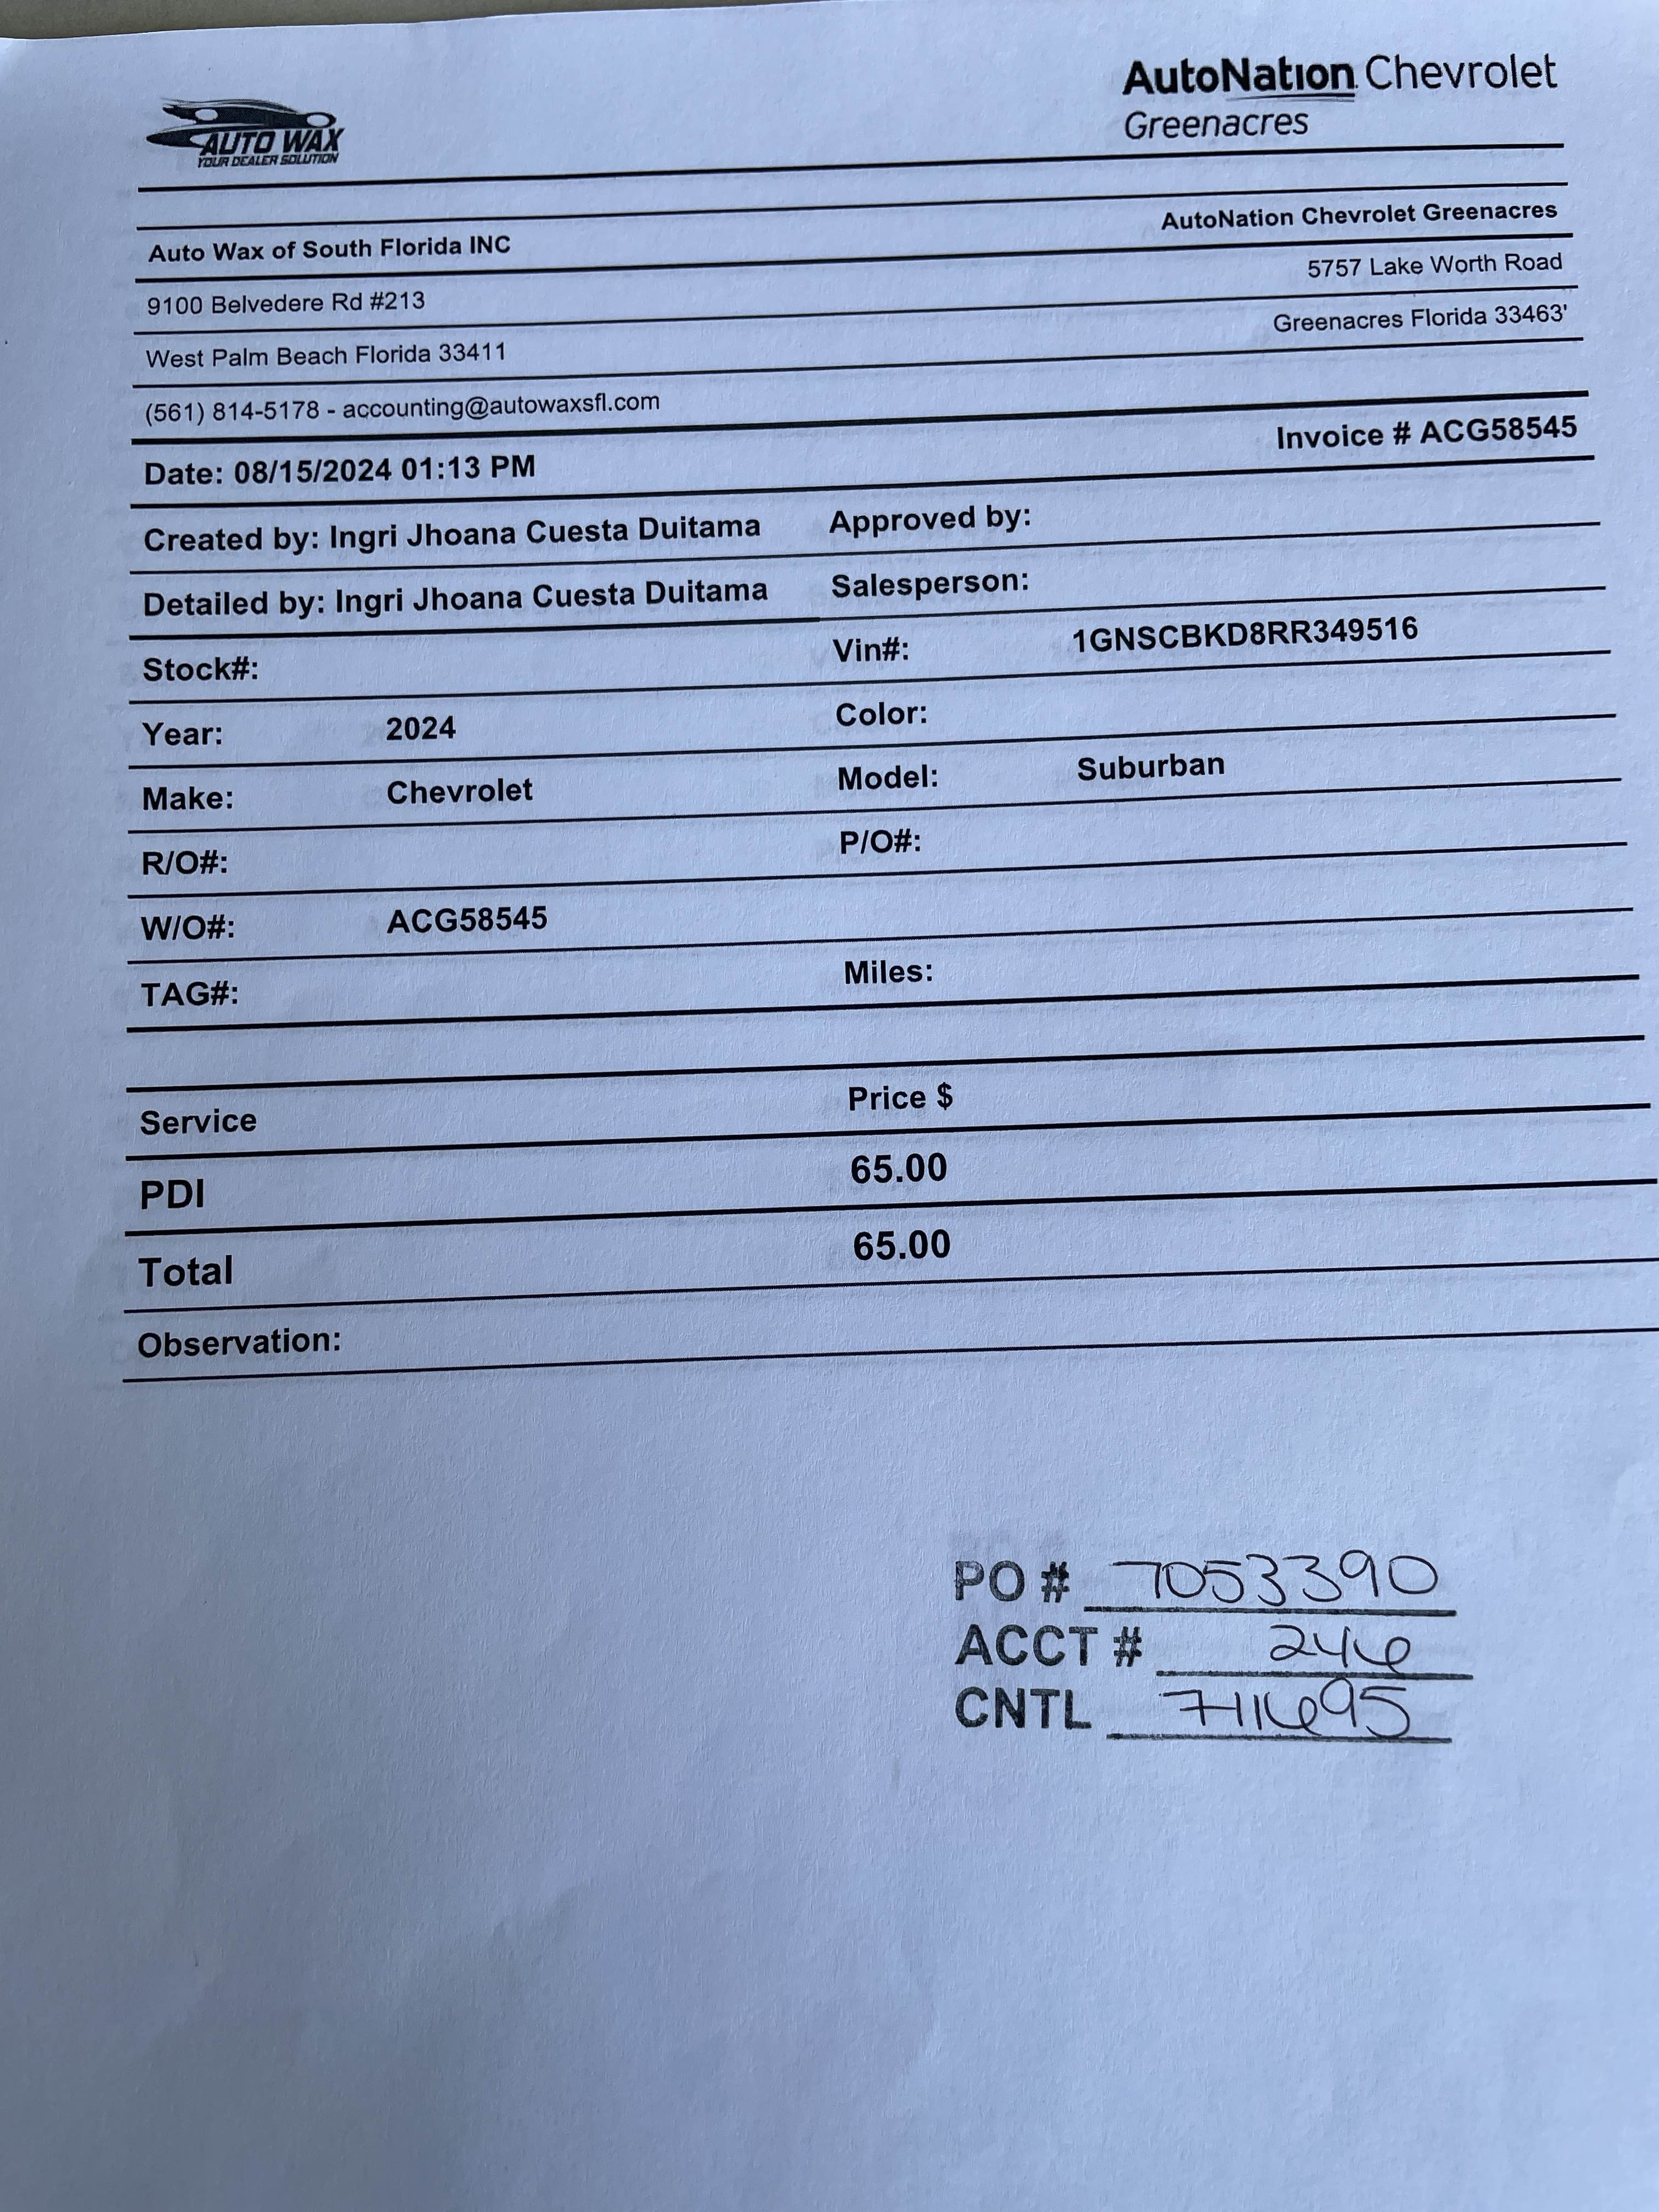 AUTO WAX
YOUR DEALER SOLUTION
AutoNation Chevrolet
Greenacres
Auto Wax of South Florida INC
AutoNation Chevrolet Greenacres
9100 Belvedere Rd #213
5757 Lake Worth Road
West Palm Beach Florida 33411
Greenacres Florida 33463'
(561) 814-5178 - accounting@autowaxsfl.com
Date: 08/15/2024 01:13 PM
Invoice # ACG58545
Created by: Ingri Jhoana Cuesta Duitama Approved by:
Detailed by: Ingri Jhoana Cuesta Duitama Salesperson:
Stock#: Vin#: 1GNSCBKD8RR349516
Year: 2024 Color:
Make: Chevrolet Model: Suburban
R/O#: P/O#:
W/O#: ACG58545
TAG#: Miles:
Service Price $
PDI 65.00
Total 65.00
Observation:
PO # 7053390
ACCT # 246
CNTL 711695